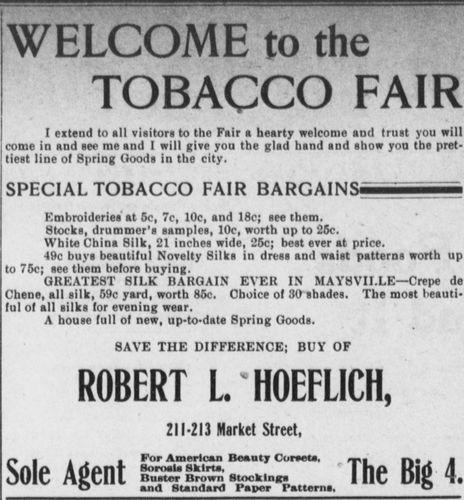 WELCOME to the
TOBACCO FAIR
I extend to all visitors to the Fair a hearty welcome and trust you will
come in and see me and I will give you the glad hand and show you the pret-
tiest line of Spring Goods in the city.
SPECIAL TOBACCO FAIR BARGAINS
Embroideries at 5c, 7c, 10c, and 18c; see them.
Stocks, drummer's samples, 10c, worth up to 25c.
White China Silk, 21 inches wide, 25c; best ever at price.
49c buys beautiful Novelty Silks in dress and waist patterns worth up
to 75c; see them before buying.
GREATEST SILK BARGAIN EVER IN MAYSVILLE—Crepe de
Chene, all silk, 59c yard, worth 85c. Choice of 30 shades. The most beauti-
ful of all silks for evening wear.
A house full of new, up-to-date Spring Goods.
SAVE THE DIFFERENCE; BUY OF
ROBERT L. HOEFLICH,
211-213 Market Street,
Sole Agent
For American Beauty Corsets,
Sorosis Skirts,
Buster Brown Stockings
and Standard Paper Patterns.
The Big 4.